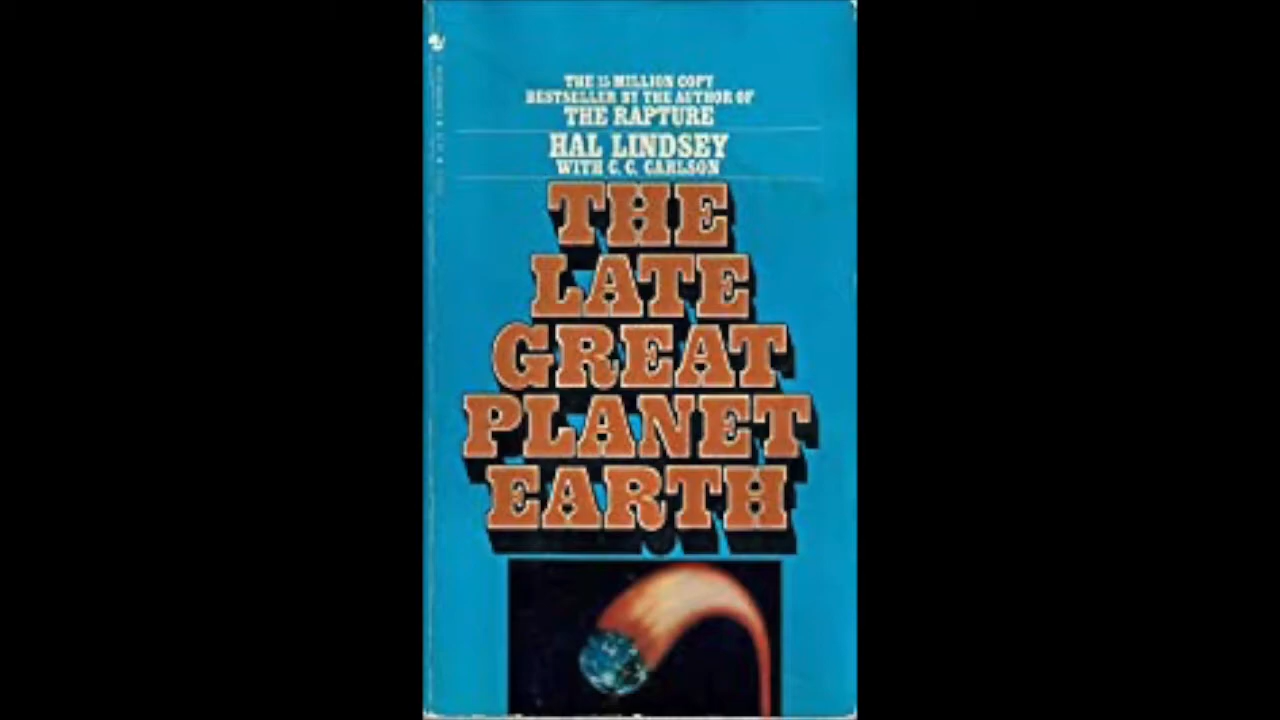 THE 15 MILLION COPY
BESTSELLER BY THE AUTHOR OF
THE RAPTURE
HAL LINDSEY
WITH C. C. CARLSON
THE
LATE
GREAT
PLANET
EARTH